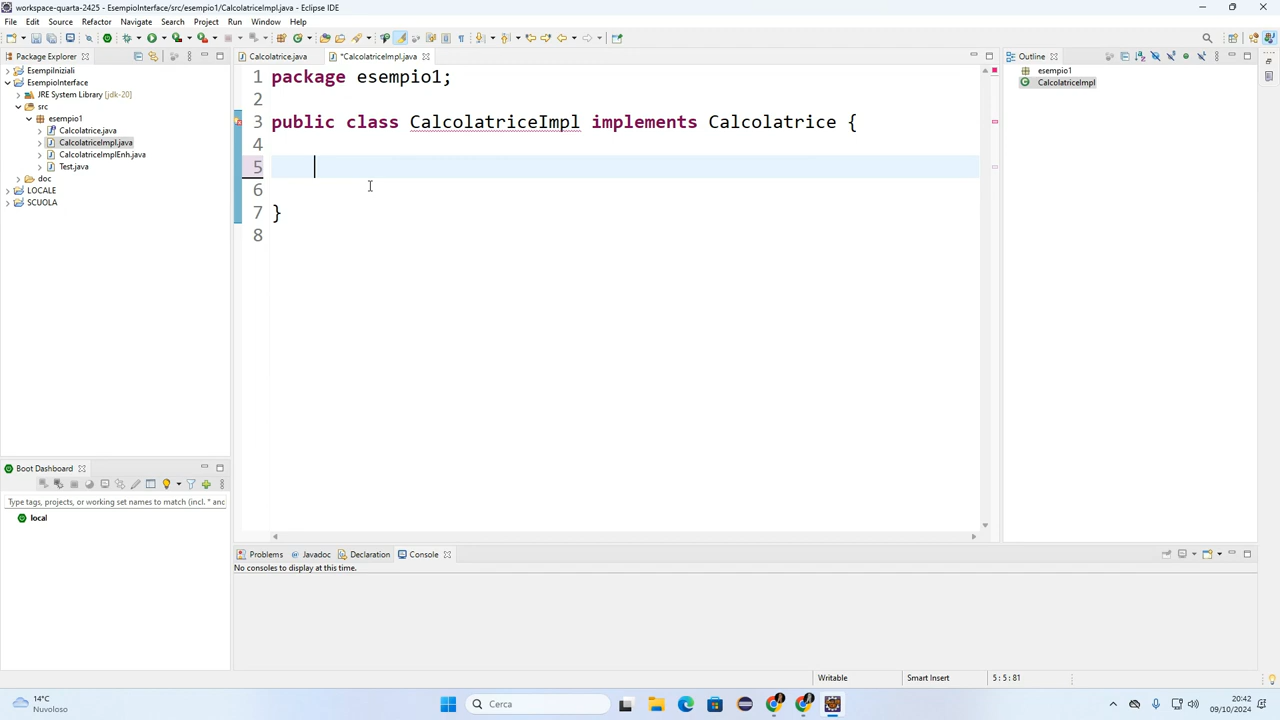 workspace-quarta-2425 - EsempioInterface/src/esempio1/CalcolatriceImpl.java - Eclipse IDE
File Edit Source Refactor Navigate Search Project Run Window Help
Package Explorer
EsempiIniziali
EsempioInterface
JRE System Library [jdk-20]
src
esempio1
Calcolatrice.java
CalcolatriceImpl.java
CalcolatriceImplEnh.java
Test.java
doc
LOCALE
SCUOLA
Calcolatrice.java
*CalcolatriceImpl.java
1 package esempio1;
2
3 public class CalcolatriceImpl implements Calcolatrice {
4
5
6
7 }
8
Outline
esempio1
CalcolatriceImpl
Boot Dashboard
Type tags, projects, or working set names to match (incl. * and
local
Problems Javadoc Declaration Console
No consoles to display at this time.
Writable Smart Insert 5 : 5 : 81
14°C
Nuvoloso
Cerca
20:42
09/10/2024